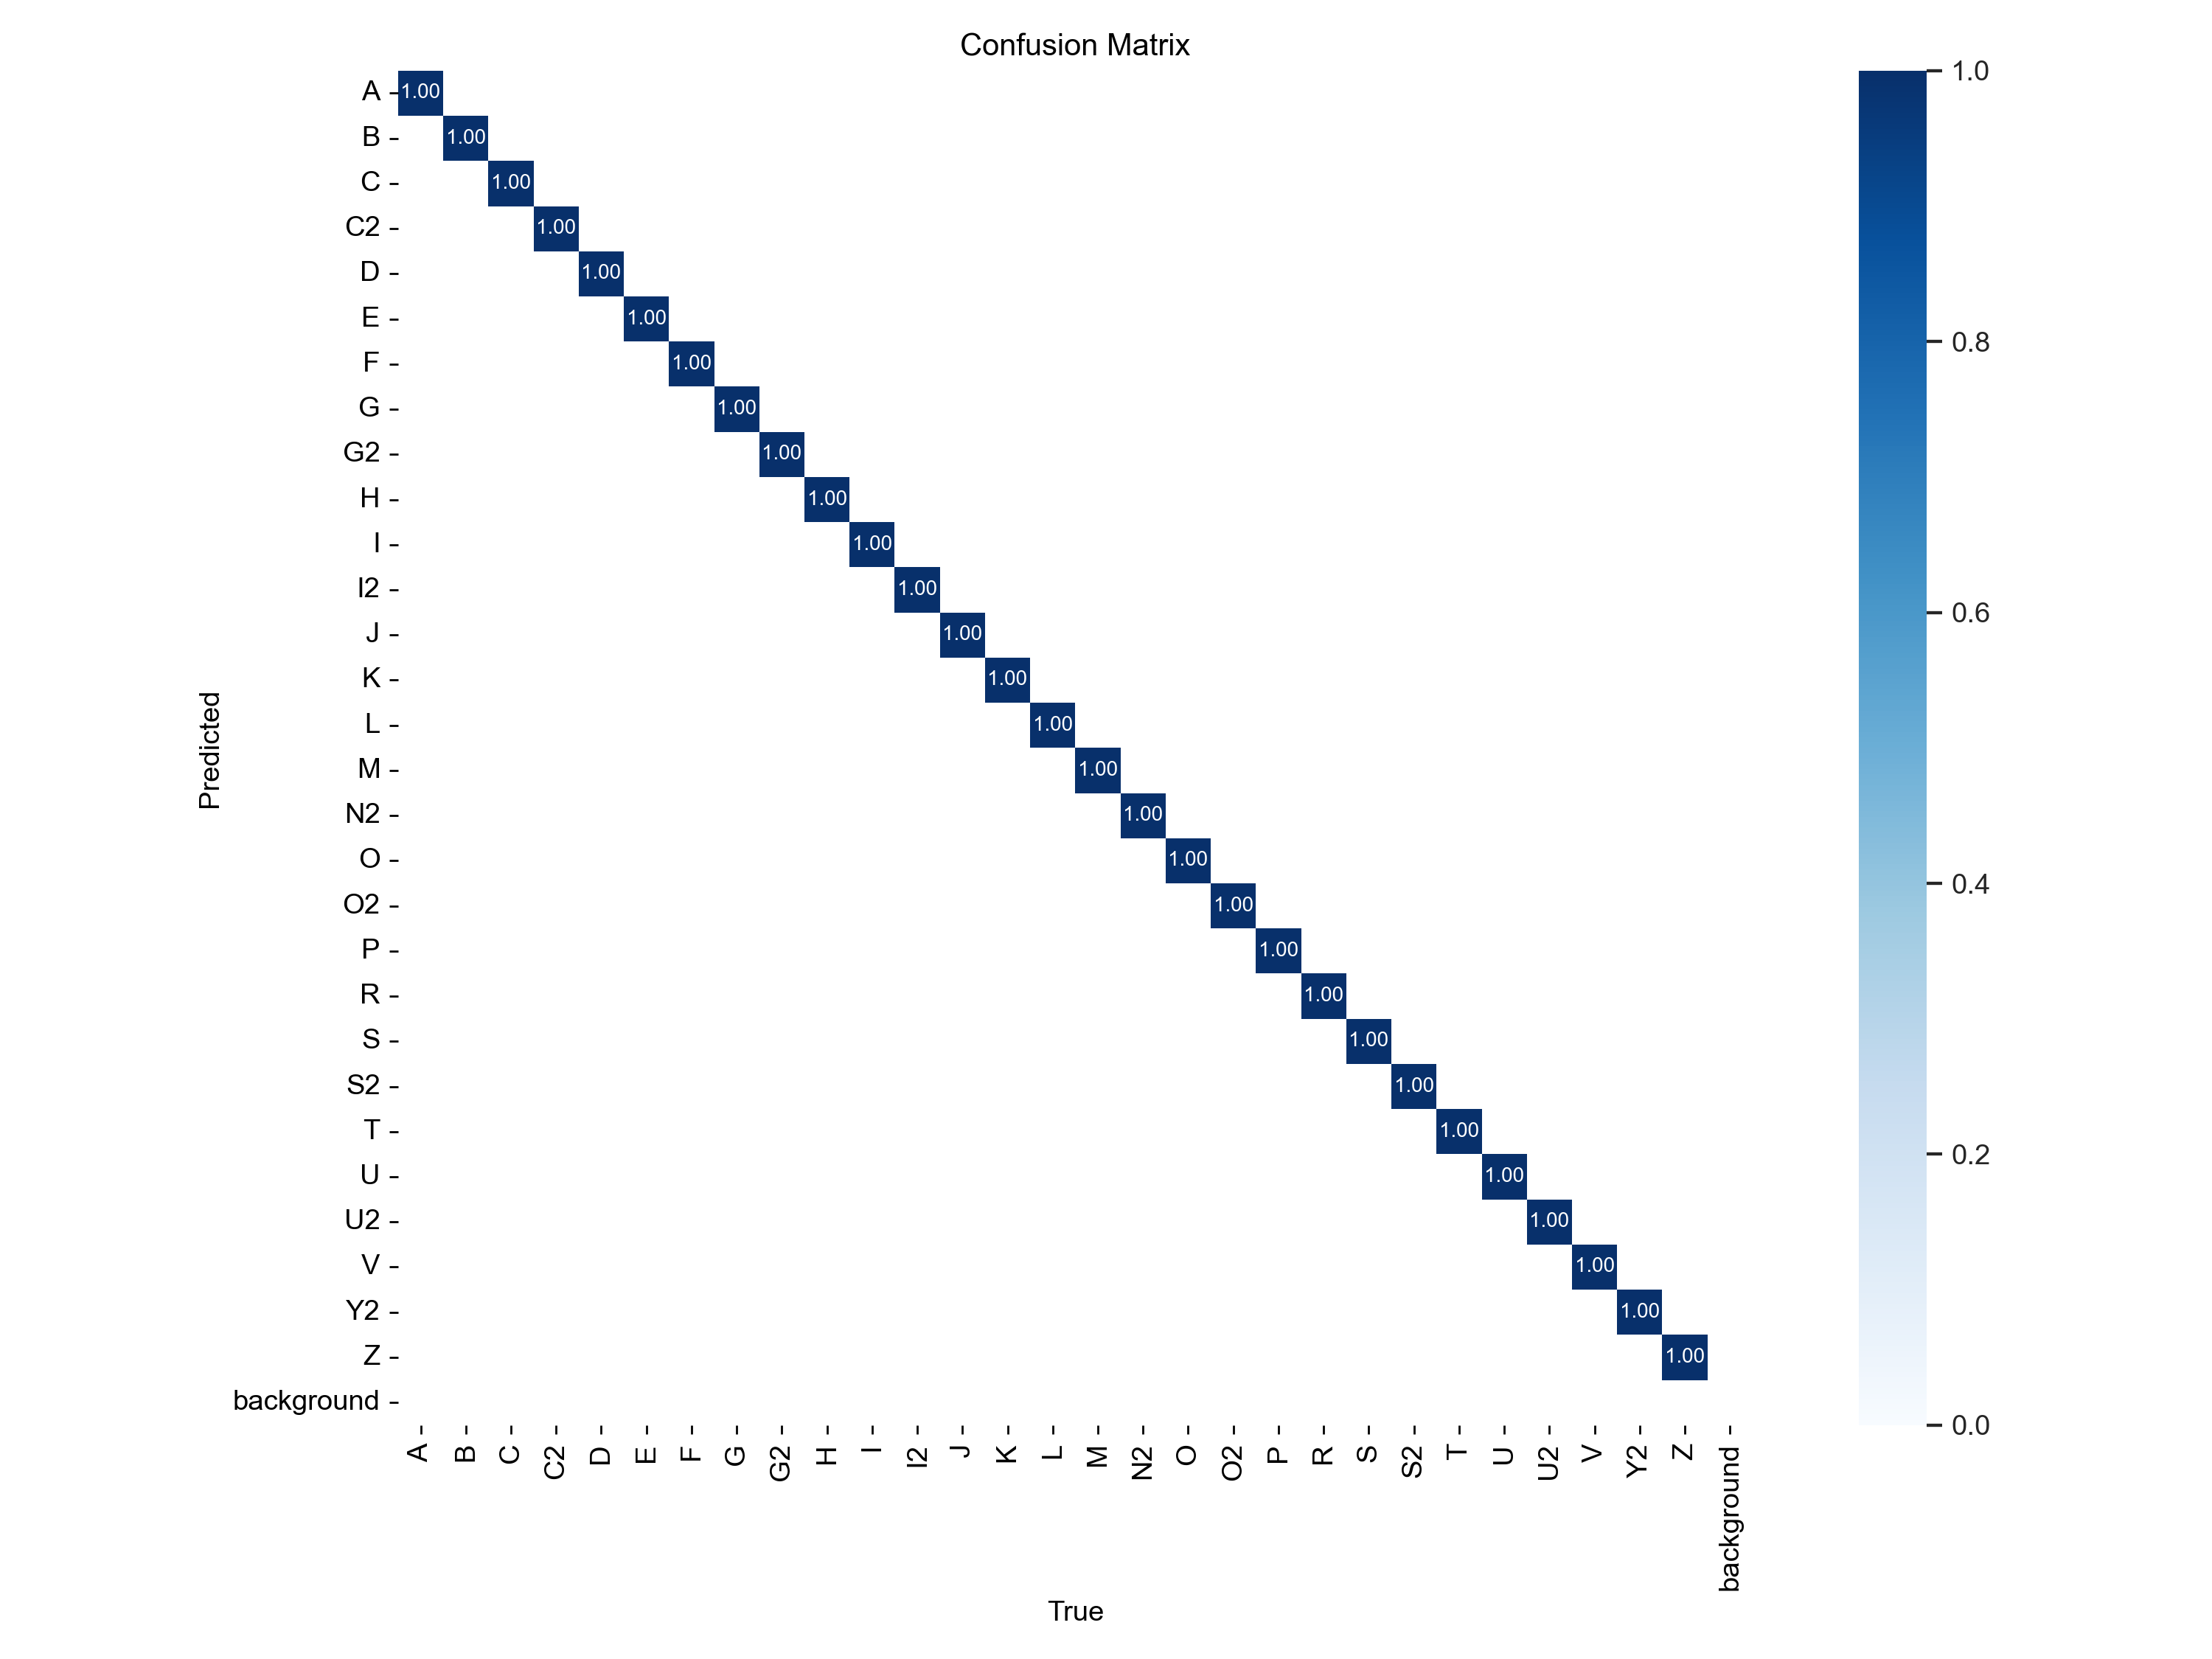 Confusion Matrix
A 1.00
B 1.00
C 1.00
C2 1.00
D 1.00
E 1.00
F 1.00
G 1.00
G2 1.00
H 1.00
I 1.00
I2 1.00
J 1.00
K 1.00
L 1.00
M 1.00
N2 1.00
O 1.00
O2 1.00
P 1.00
R 1.00
S 1.00
S2 1.00
T 1.00
U 1.00
U2 1.00
V 1.00
Y2 1.00
Z 1.00
background
Predicted
A B C C2 D E F G G2 H I I2 J K L M N2 O O2 P R S S2 T U U2 V Y2 Z background
True
1.0
0.8
0.6
0.4
0.2
0.0